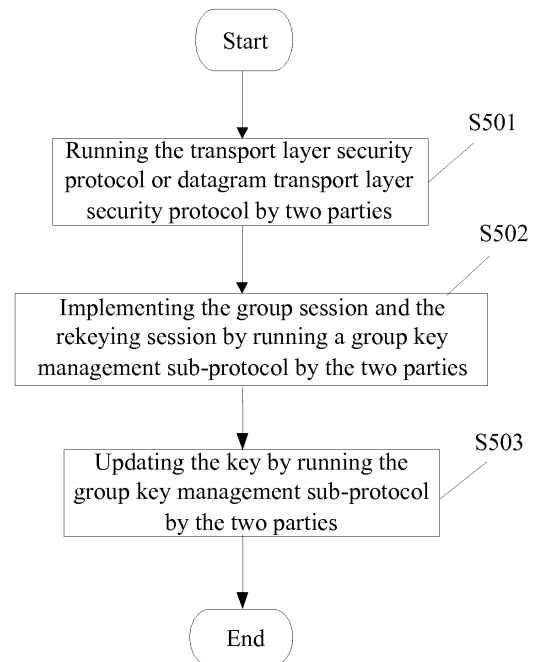 Start
S501
Running the transport layer security
protocol or datagram transport layer
security protocol by two parties
S502
Implementing the group session and the
rekeying session by running a group key
management sub-protocol by the two parties
S503
Updating the key by running the
group key management sub-protocol
by the two parties
End